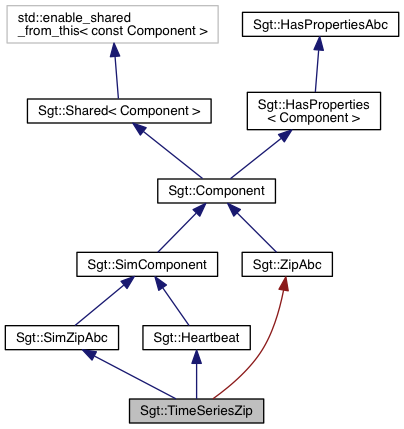 std::enable_shared
_from_this< const Component >
Sgt::HasPropertiesAbc
Sgt::Shared< Component >
Sgt::HasProperties
< Component >
Sgt::Component
Sgt::SimComponent
Sgt::ZipAbc
Sgt::SimZipAbc
Sgt::Heartbeat
Sgt::TimeSeriesZip